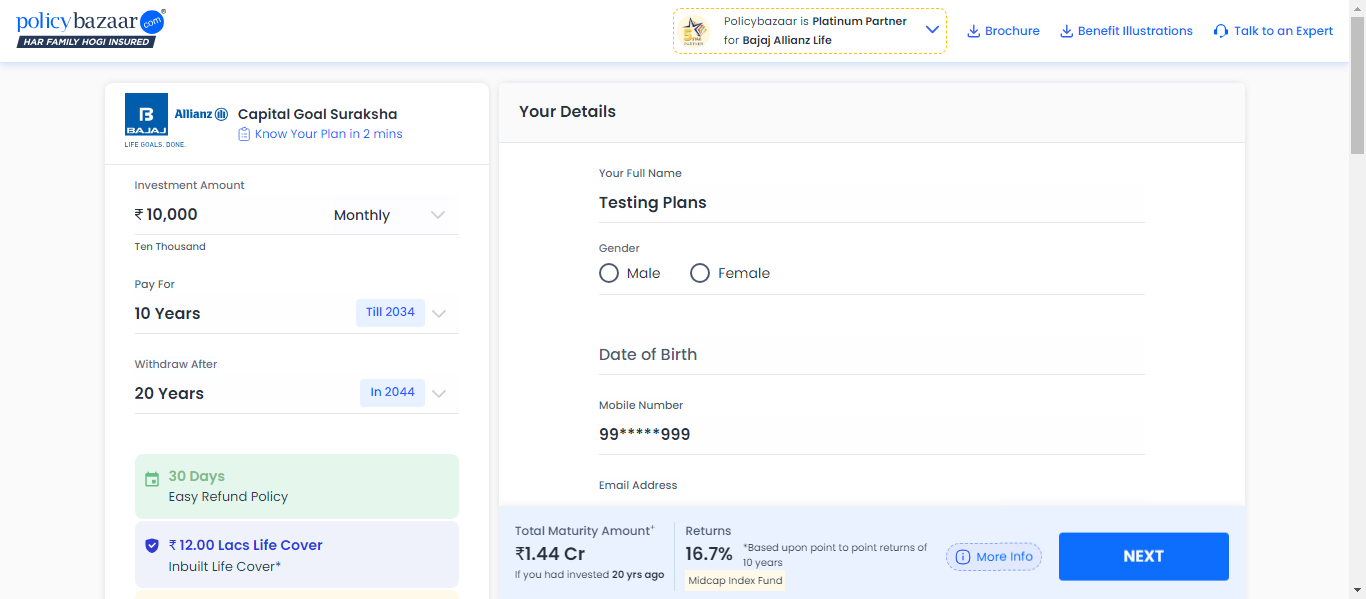 policybazaar.com
HAR FAMILY HOGI INSURED
Policybazaar is Platinum Partner
for Bajaj Allianz Life
Brochure
Benefit Illustrations
Talk to an Expert
B
BAJAJ
Allianz
LIFE GOALS. DONE.
Capital Goal Suraksha
Know Your Plan in 2 mins
Investment Amount
₹ 10,000 Monthly
Ten Thousand
Pay For
10 Years Till 2034
Withdraw After
20 Years In 2044
30 Days
Easy Refund Policy
₹ 12.00 Lacs Life Cover
Inbuilt Life Cover*
Your Details
Your Full Name
Testing Plans
Gender
Male Female
Date of Birth
Mobile Number
99*****999
Email Address
Total Maturity Amount+
₹1.44 Cr
If you had invested 20 yrs ago
Returns
16.7% *Based upon point to point returns of
10 years
Midcap Index Fund
More Info
NEXT